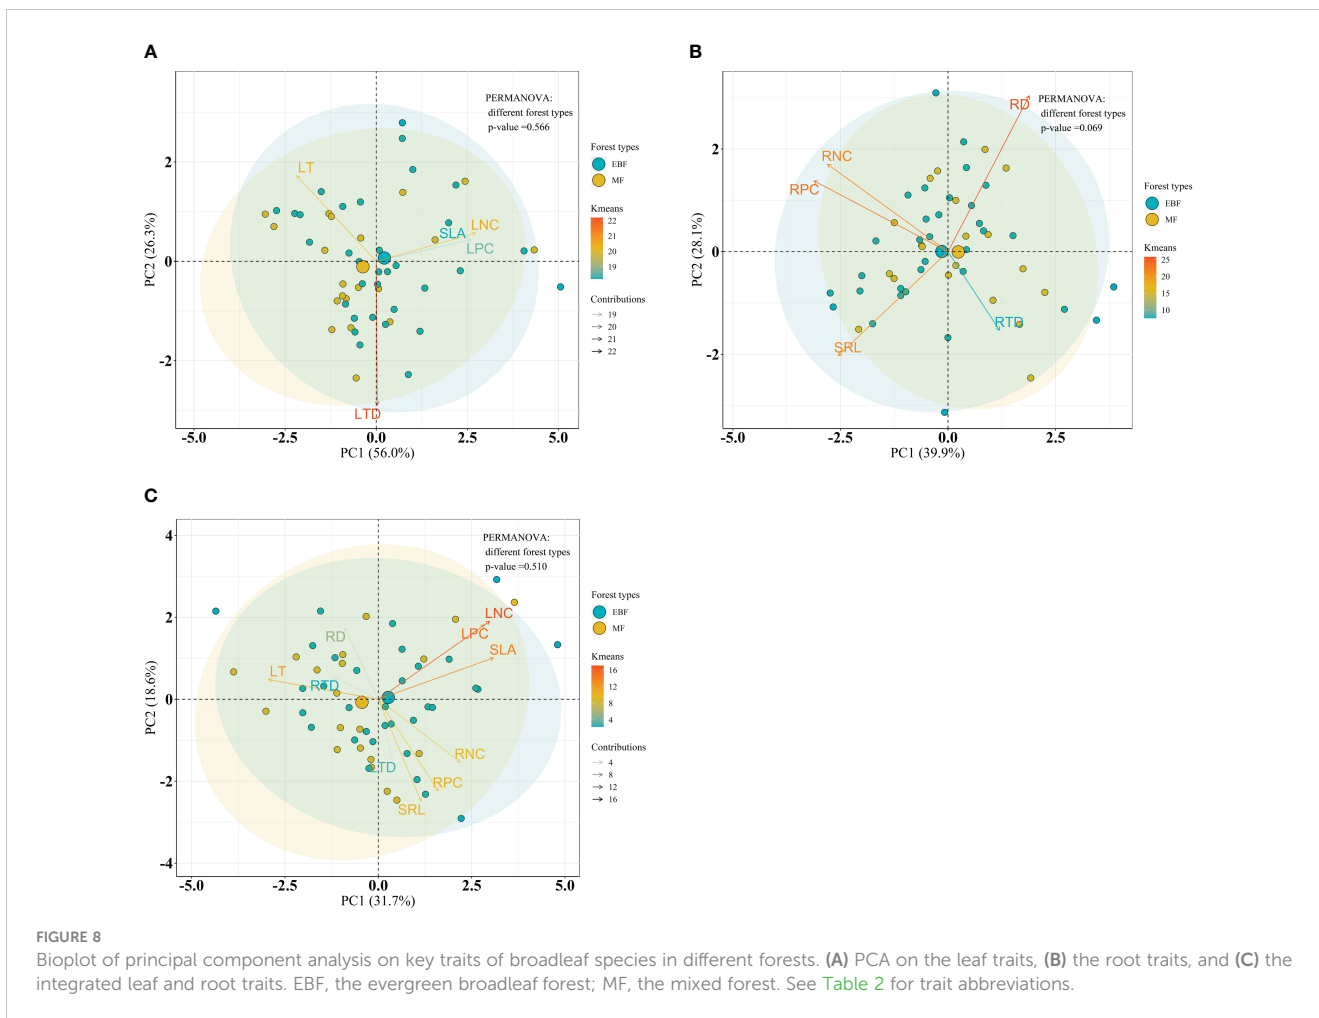 A
PERMANOVA:
different forest types
p-value =0.566
Forest types
EBF
MF
Kmeans
22
21
20
19
Contributions
19
20
21
22
LT
LNC
SLA
LPC
LTD
2
0
-2
PC2 (26.3%)
-5.0
-2.5
0.0
2.5
5.0
PC1 (56.0%)
B
PERMANOVA:
different forest types
p-value =0.069
Forest types
EBF
MF
Kmeans
25
20
15
10
RD
RNC
RPC
RTD
SRL
2
0
-2
PC2 (28.1%)
-5.0
-2.5
0.0
2.5
PC1 (39.9%)
C
PERMANOVA:
different forest types
p-value =0.510
Forest types
EBF
MF
Kmeans
16
12
8
4
Contributions
4
8
12
16
LNC
LPC
RD
SLA
LT
RTD
RNC
LTD
RPC
SRL
4
2
0
-2
-4
PC2 (18.6%)
-5.0
-2.5
0.0
2.5
5.0
PC1 (31.7%)
FIGURE 8
Bioplot of principal component analysis on key traits of broadleaf species in different forests. (A) PCA on the leaf traits, (B) the root traits, and (C) the
integrated leaf and root traits. EBF, the evergreen broadleaf forest; MF, the mixed forest. See Table 2 for trait abbreviations.